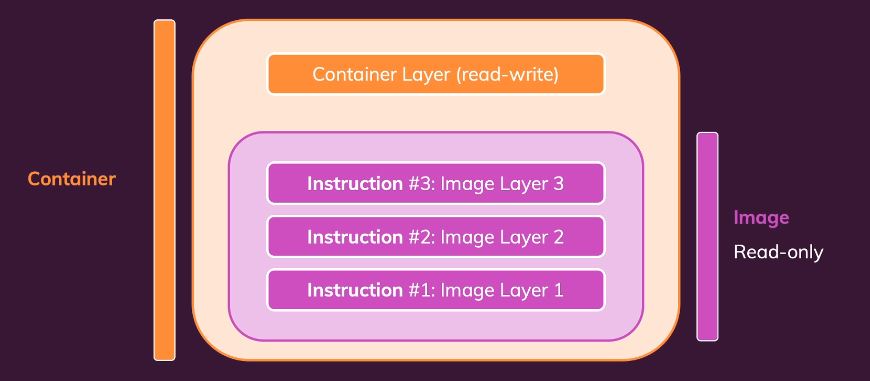 Container Layer (read-write)
Container
Instruction #3: Image Layer 3
Instruction #2: Image Layer 2
Instruction #1: Image Layer 1
Image
Read-only